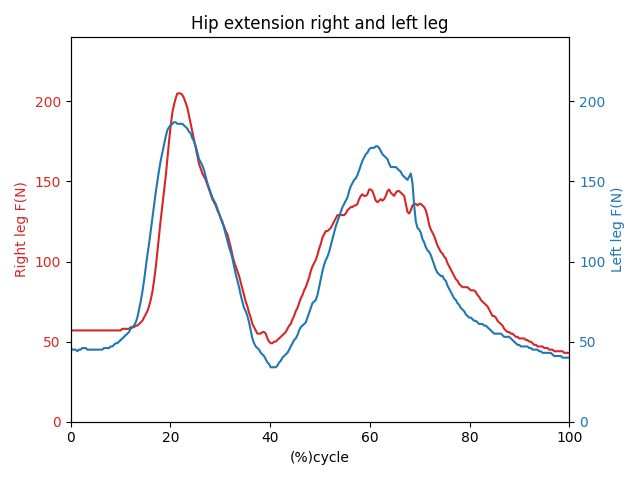 Hip extension right and left leg
Right leg F(N)
200
150
100
50
0
200
150
100
50
0
Left leg F(N)
0 20 40 60 80 100
(%)cycle